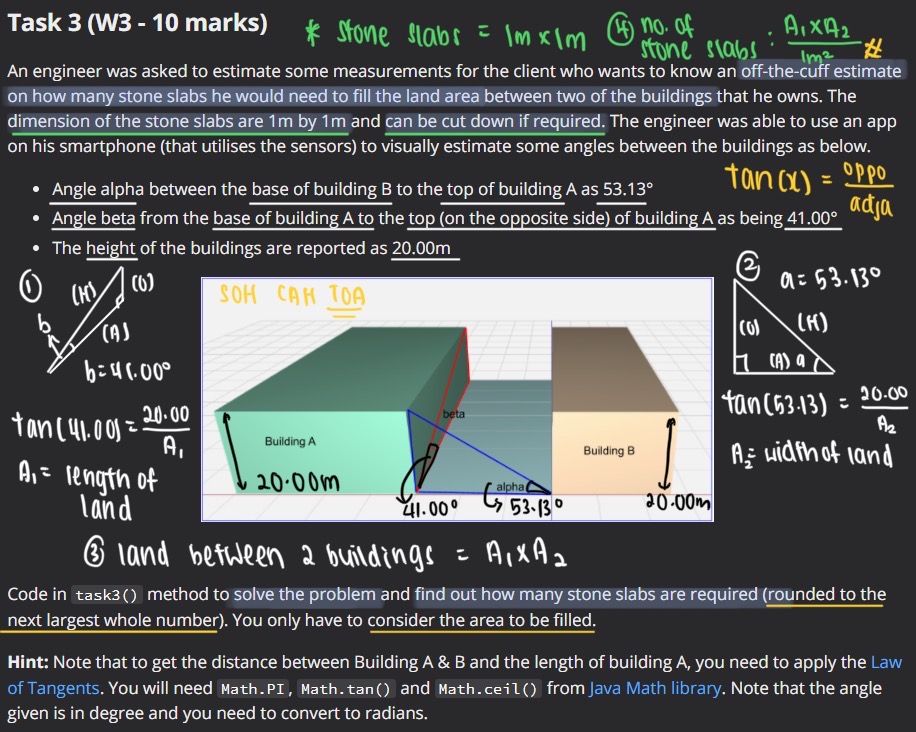 Task 3 (W3 - 10 marks)
* stone slabs = 1m x 1m
④ no. of stone slabs : A₁ x A₂ / 1m² #
An engineer was asked to estimate some measurements for the client who wants to know an off-the-cuff estimate
on how many stone slabs he would need to fill the land area between two of the buildings that he owns. The
dimension of the stone slabs are 1m by 1m and can be cut down if required. The engineer was able to use an app
on his smartphone (that utilises the sensors) to visually estimate some angles between the buildings as below.
tan(x) = oppo / adja
• Angle alpha between the base of building B to the top of building A as 53.13°
• Angle beta from the base of building A to the top (on the opposite side) of building A as being 41.00°
• The height of the buildings are reported as 20.00m
①
(H)
(O)
b
(A)
b=41.00°
tan(41.00) = 20.00 / A₁
A₁ = length of
land
SOH CAH TOA
beta
Building A
Building B
alpha
20.00m
41.00°
53.13°
20.00m
②
a = 53.13°
(O)
(H)
(A)
a
tan(53.13) = 20.00 / A₂
A₂ = width of land
③ land between 2 buildings = A₁ x A₂
Code in task3() method to solve the problem and find out how many stone slabs are required (rounded to the
next largest whole number). You only have to consider the area to be filled.
Hint: Note that to get the distance between Building A & B and the length of building A, you need to apply the Law
of Tangents. You will need Math.PI, Math.tan() and Math.ceil() from Java Math library. Note that the angle
given is in degree and you need to convert to radians.